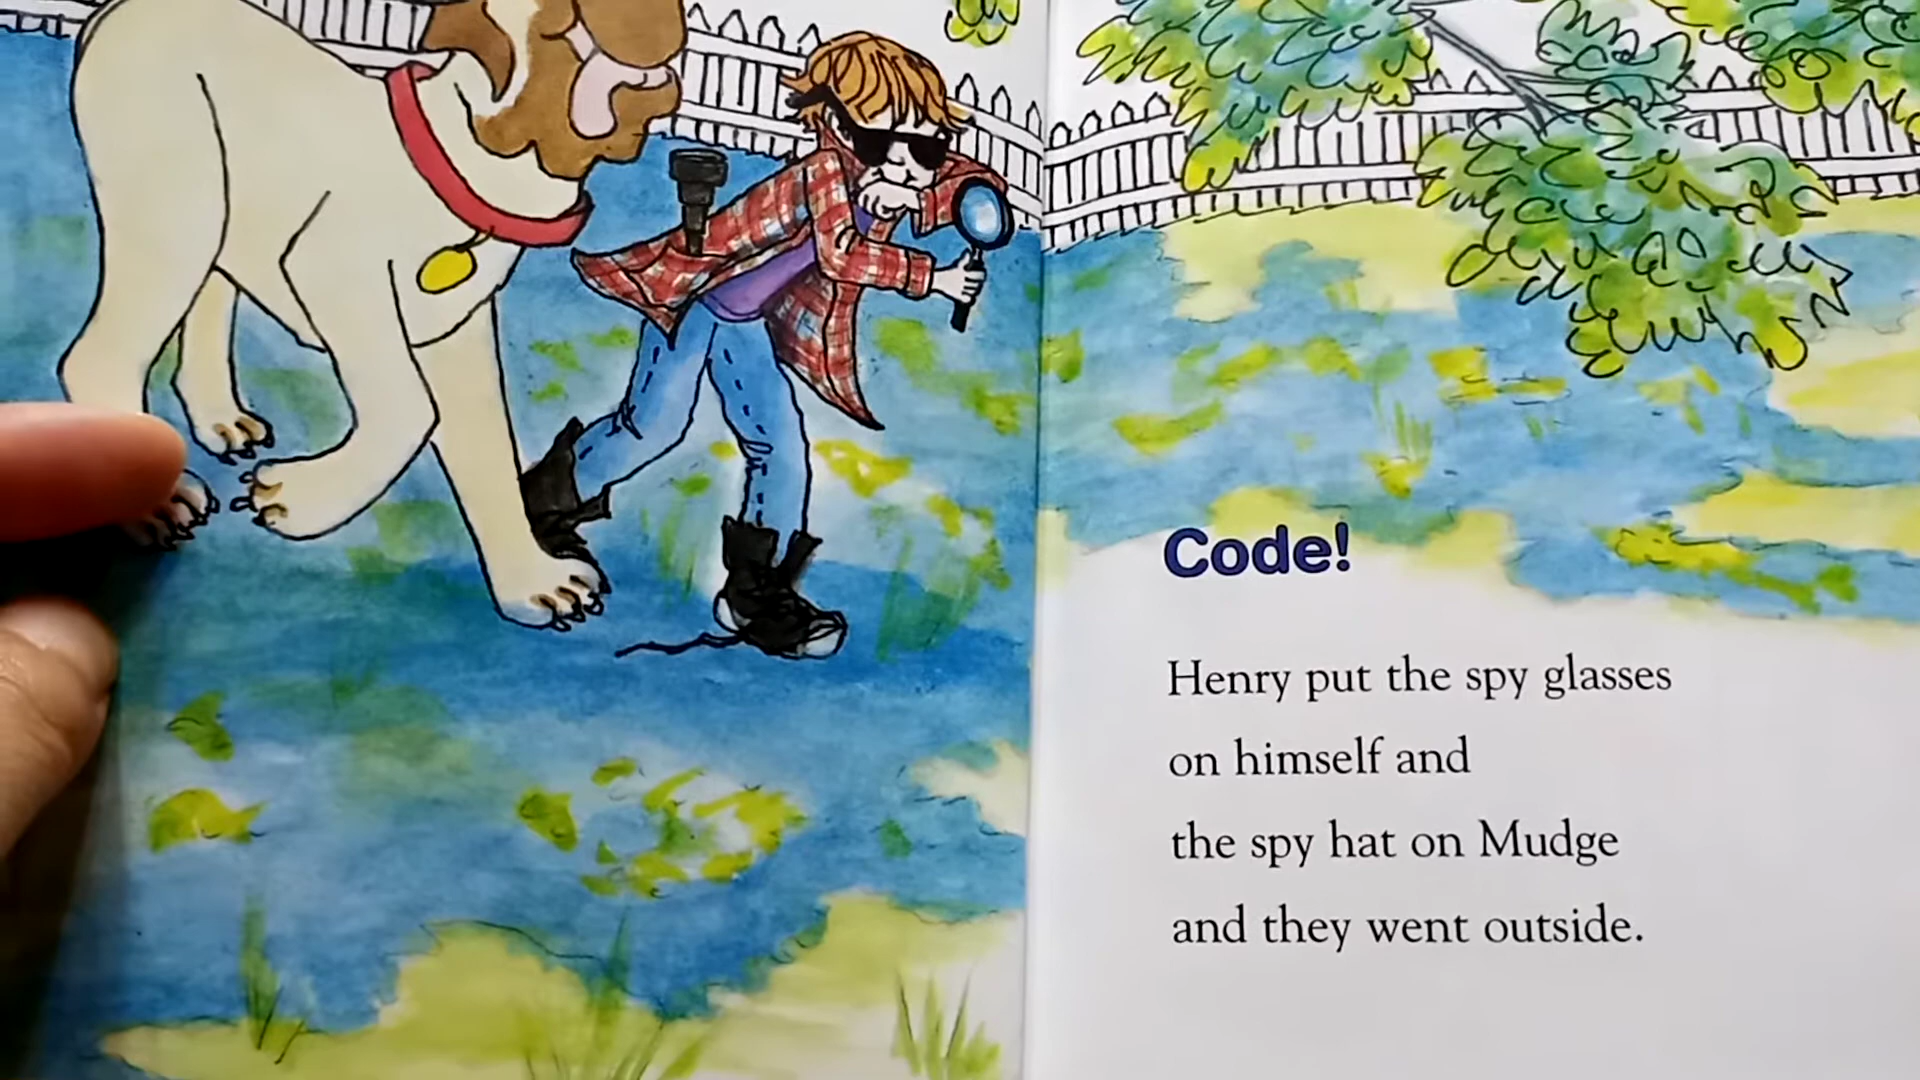 Code!
Henry put the spy glasses
on himself and
the spy hat on Mudge
and they went outside.